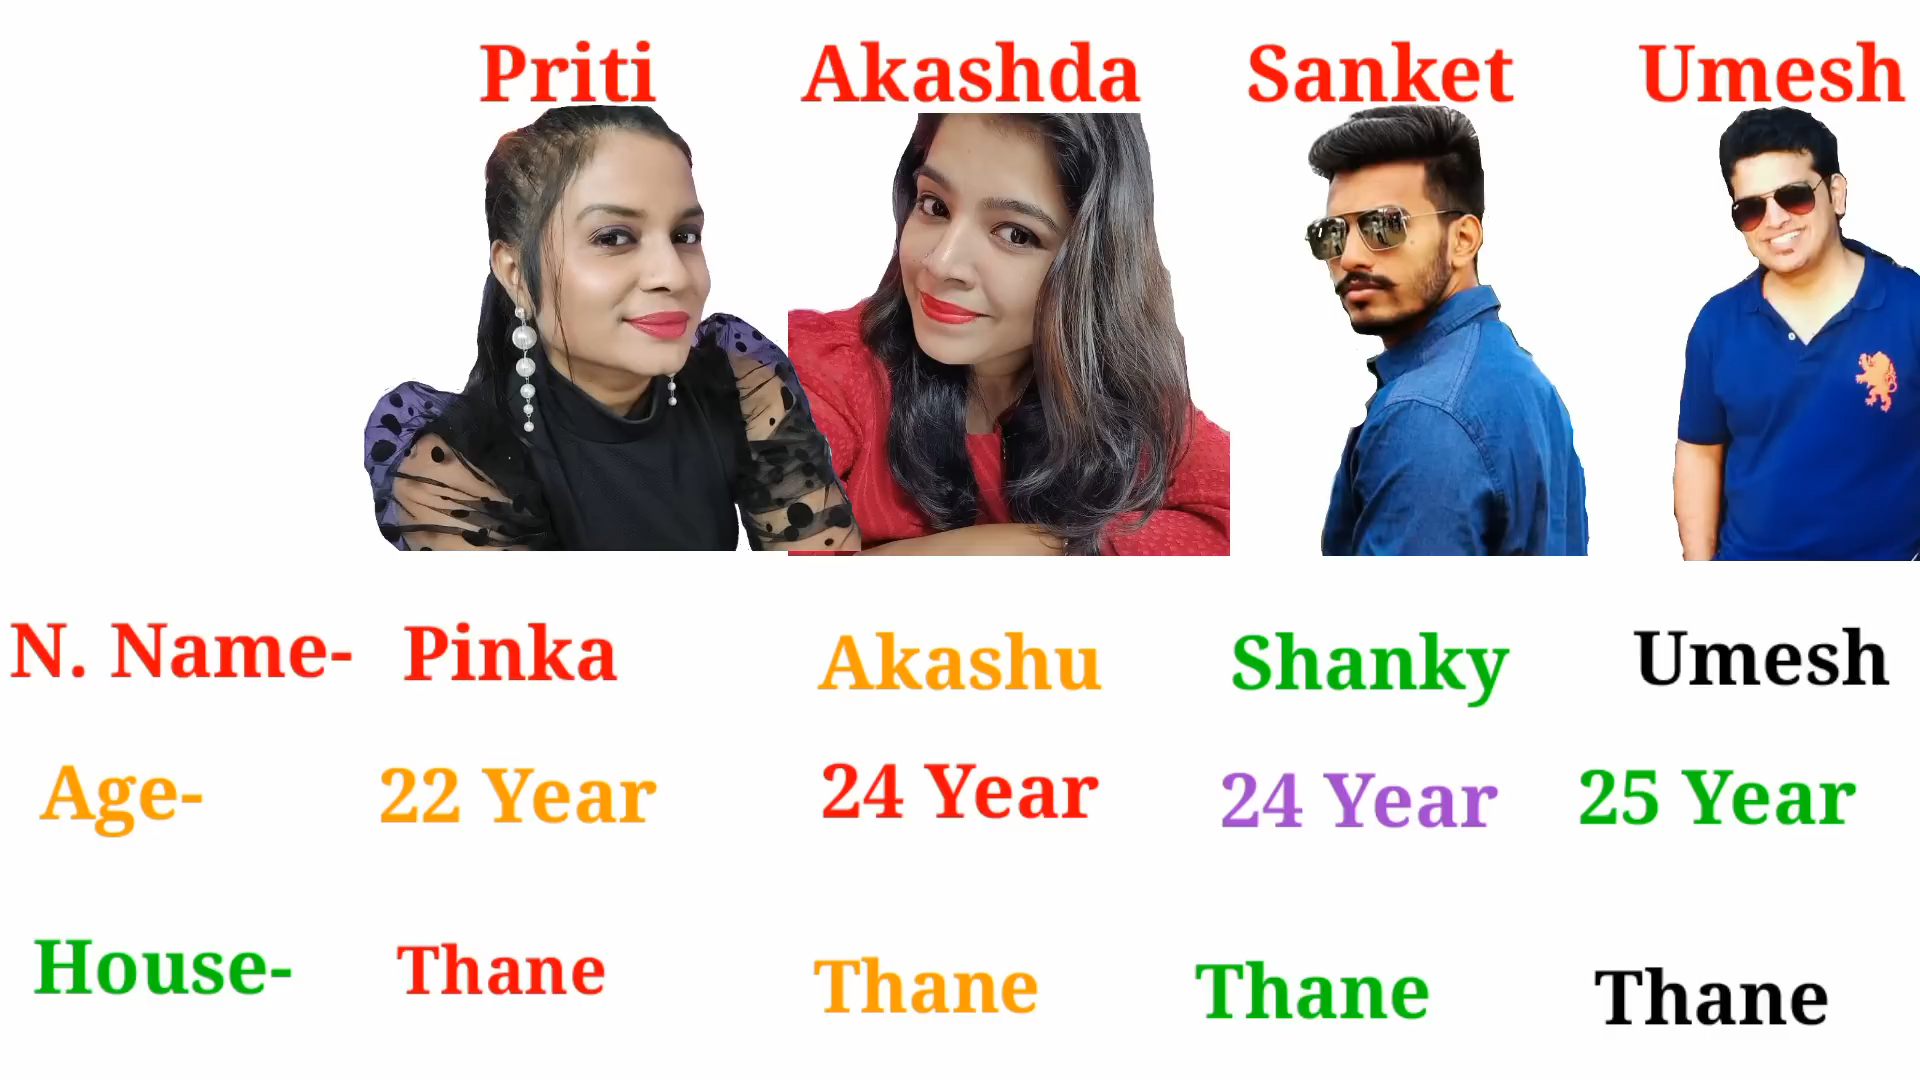 Priti Akashda Sanket Umesh
N. Name- Pinka Akashu Shanky Umesh
Age- 22 Year 24 Year 24 Year 25 Year
House- Thane Thane Thane Thane